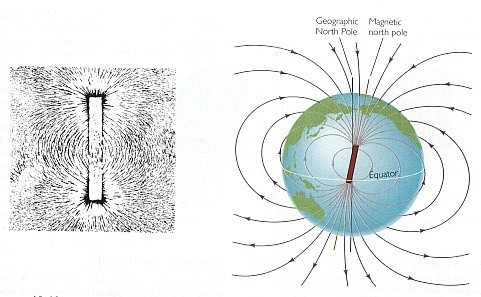 Geographic Magnetic
North Pole north pole
Equator